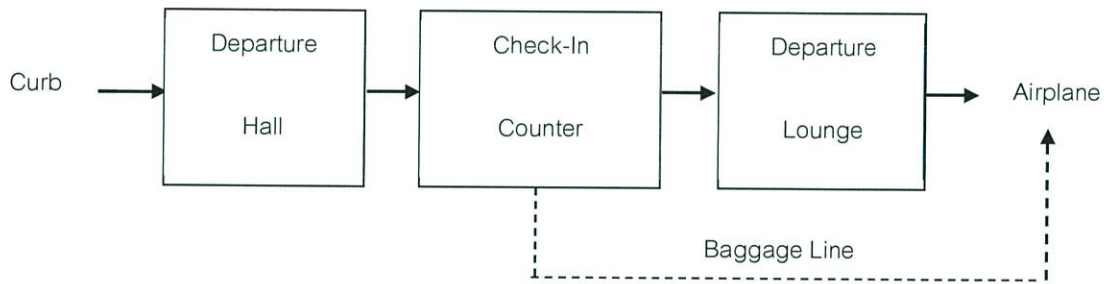 Departure
Hall
Check-In
Counter
Departure
Lounge
Curb
Airplane
Baggage Line